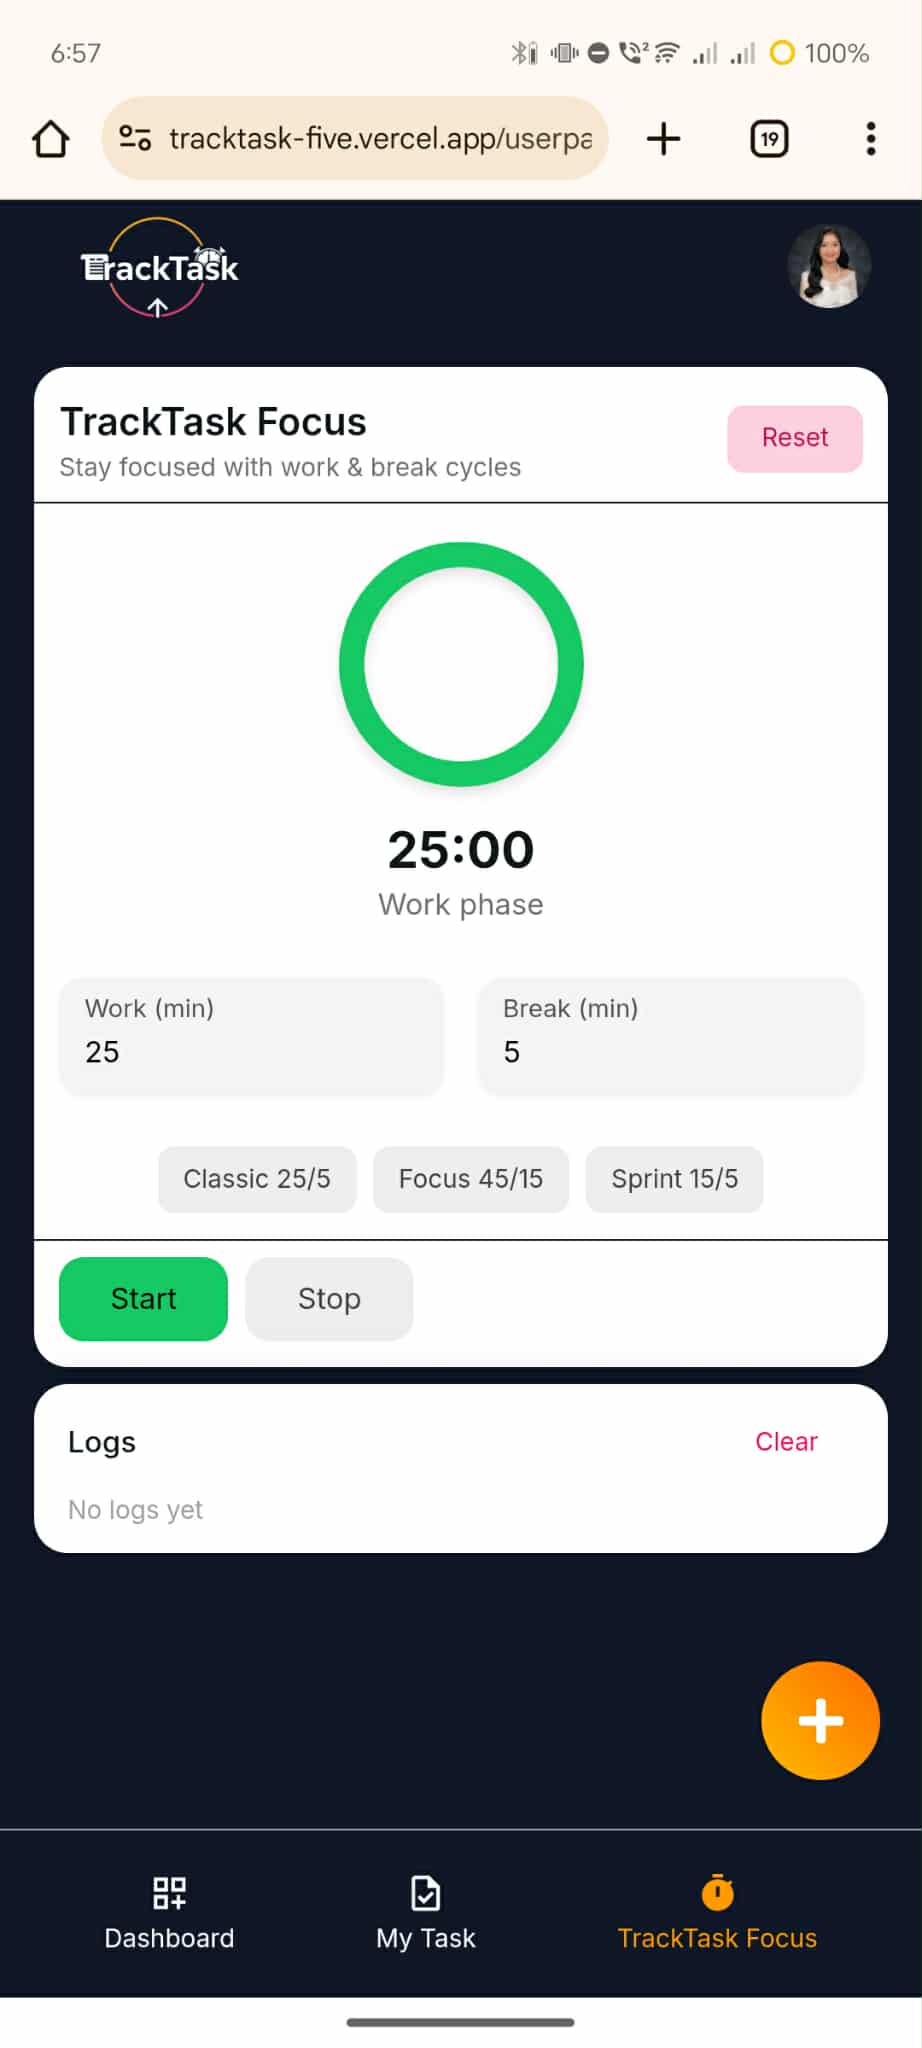 6:57
2
100%
tracktask-five.vercel.app/userpa
19
TrackTask
TrackTask Focus
Stay focused with work & break cycles
Reset
25:00
Work phase
Work (min)
25
Break (min)
5
Classic 25/5
Focus 45/15
Sprint 15/5
Start
Stop
Logs
Clear
No logs yet
Dashboard
My Task
TrackTask Focus